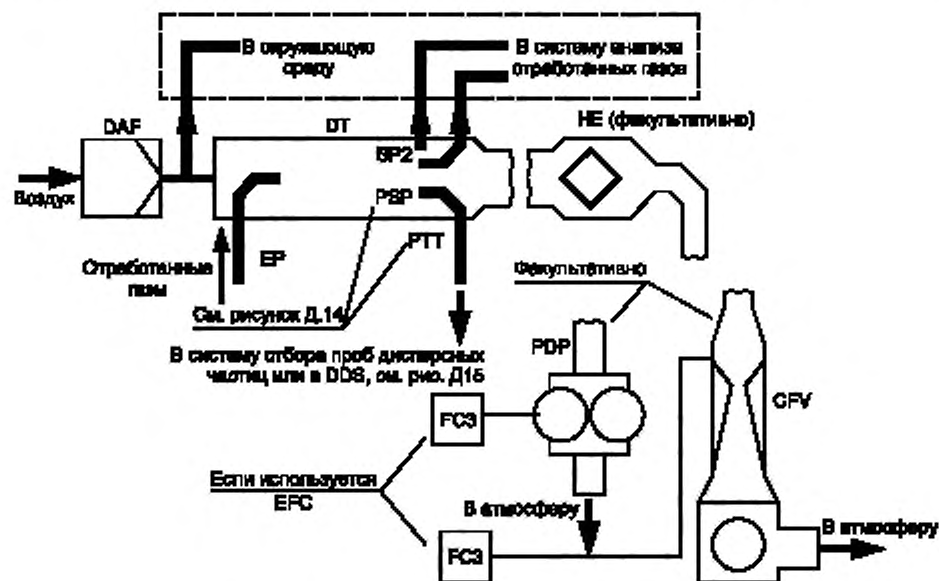 В окружающую
среду
В систему анализа
отработанных газов
DAF
DT
HE (факультативно)
SP2
Воздух
PSP
EP
PTT
Отработанные
газы
Факультативно
См. рисунок Д.14
В систему отбора проб дисперсных
частиц или в DDS, см. рис. Д15
PDP
CFV
FC3
Если используется
EFC
В атмосферу
FC3
В атмосферу